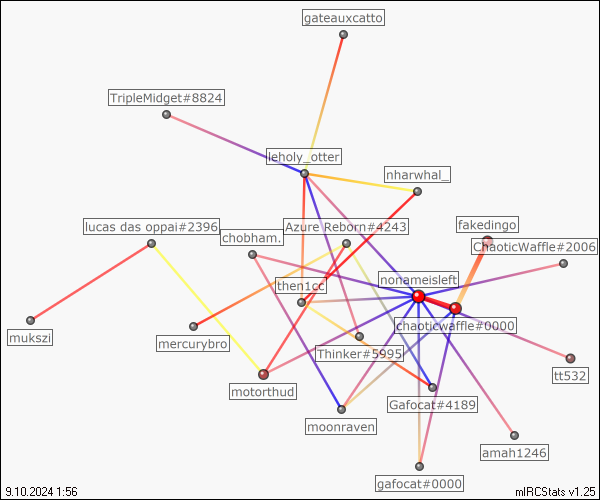 gateauxcatto
TripleMidget#8824
leholy_otter
nharwhal_
lucas das oppai#2396
Azure Reborn#4243
fakedingo
chobham.
ChaoticWaffle#2006
then1cc
nonameisleft
chaoticwaffle#0000
mukszi
mercurybro
Thinker#5995
tt532
motorthud
Gafocat#4189
moonraven
amah1246
gafocat#0000
9.10.2024 1:56
mIRCStats v1.25